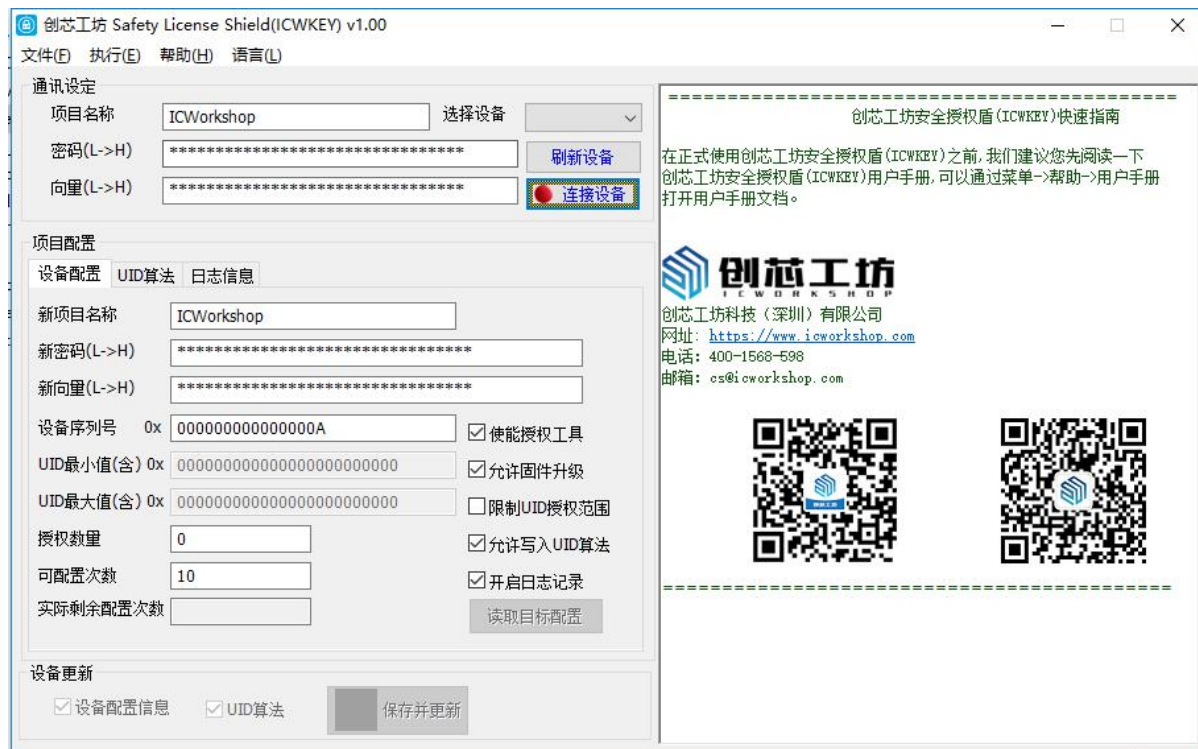 创芯工坊 Safety License Shield(ICWKEY) v1.00
文件(F) 执行(E) 帮助(H) 语言(L)
通讯设定
项目名称 ICWorkshop 选择设备
密码(L->H) ******************************** 刷新设备
向量(L->H) ******************************** 连接设备
项目配置
设备配置 UID算法 日志信息
新项目名称 ICWorkshop
新密码(L->H) ********************************
新向量(L->H) ********************************
设备序列号 0x 000000000000000A 使能授权工具
UID最小值(含) 0x 000000000000000000000000 允许固件升级
UID最大值(含) 0x 000000000000000000000000 限制UID授权范围
授权数量 0 允许写入UID算法
可配置次数 10 开启日志记录
实际剩余配置次数 读取目标配置
设备更新
设备配置信息 UID算法 保存并更新
==============================================
创芯工坊安全授权盾(ICWKEY)快速指南
在正式使用创芯工坊安全授权盾(ICWKEY)之前,我们建议您先阅读一下
创芯工坊安全授权盾(ICWKEY)用户手册,可以通过菜单->帮助->用户手册
打开用户手册文档。
创芯工坊
ICWORKSHOP
创芯工坊科技（深圳）有限公司
网址: https://www.icworkshop.com
电话: 400-1568-598
邮箱: cs@icworkshop.com
创芯工坊
==============================================